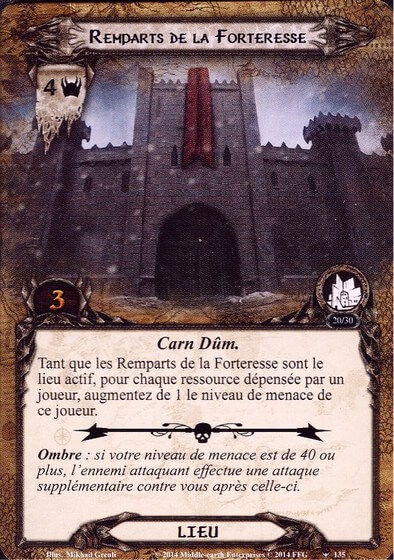 Remparts de la Forteresse
4
3
20/30
Carn Dûm.
Tant que les Remparts de la Forteresse sont le
lieu actif, pour chaque ressource dépensée par un
joueur, augmentez de 1 le niveau de menace de
ce joueur.
Ombre : si votre niveau de menace est de 40 ou
plus, l'ennemi attaquant effectue une attaque
supplémentaire contre vous après celle-ci.
LIEU
Illus. Mikhail Greuli © 2014 Middle-earth Enterprises © 2014 FFG 135